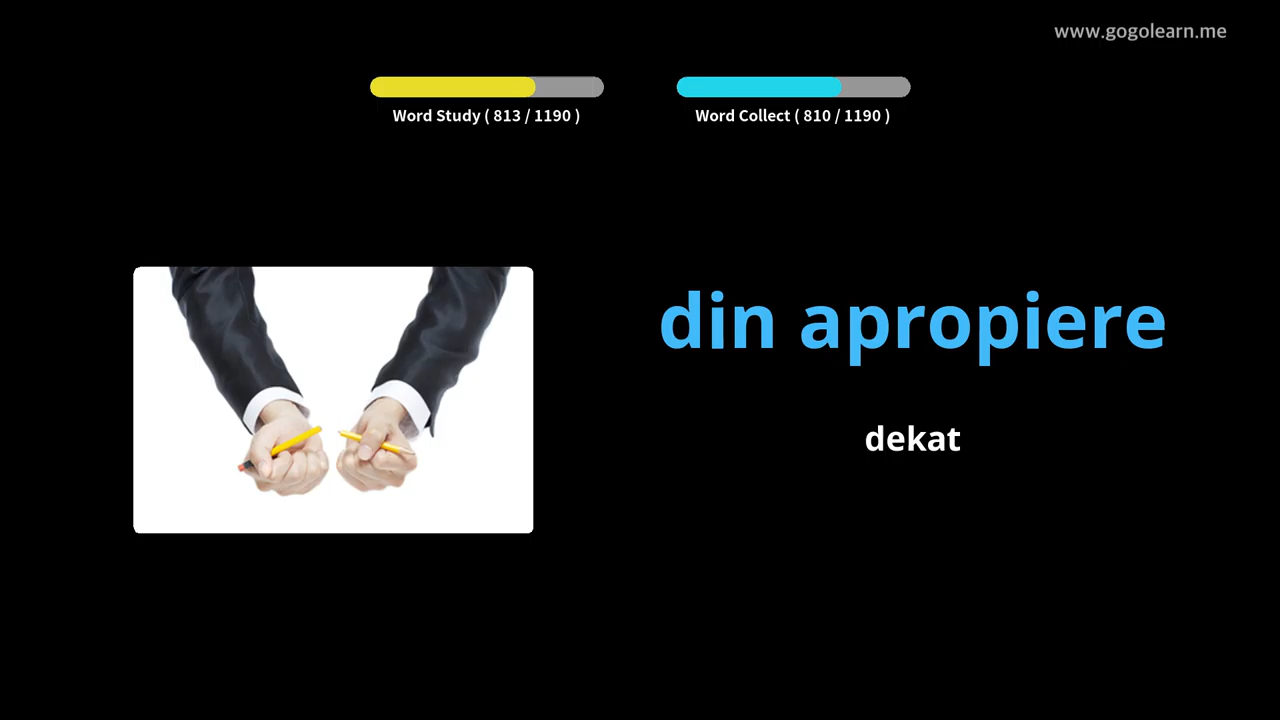 www.gogolearn.me
Word Study ( 813 / 1190 )
Word Collect ( 810 / 1190 )
din apropiere
dekat